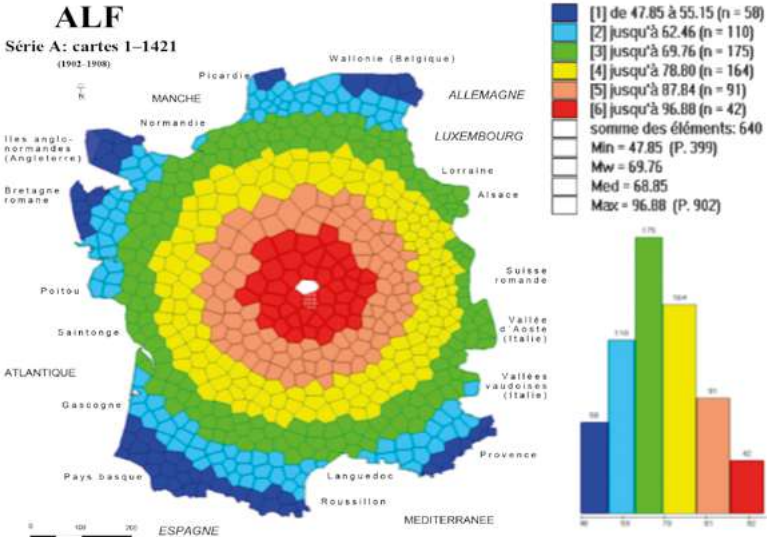 ALF
Série A: cartes 1–1421
(1902–1908)
N
Picardie
Wallonie (Belgique)
MANCHE
ALLEMAGNE
Normandie
LUXEMBOURG
Iles anglo-
normandes
(Angleterre)
Lorraine
Bretagne
romane
Alsace
Suisse
romande
Poitou
Vallée
d'Aoste
(Italie)
Saintonge
ATLANTIQUE
Vallées
vaudoises
(Italie)
Gascogne
Provence
Pays basque
Languedoc
Roussillon
MEDITERRANEE
0 100 200
ESPAGNE
[1] de 47.85 à 55.15 (n = 58)
[2] jusqu'à 62.46 (n = 110)
[3] jusqu'à 69.76 (n = 175)
[4] jusqu'à 78.80 (n = 164)
[5] jusqu'à 87.84 (n = 91)
[6] jusqu'à 96.88 (n = 42)
somme des éléments: 640
Min = 47.85 (P. 399)
Mw = 69.76
Med = 68.85
Max = 96.88 (P. 902)
175
164
110
91
58
42